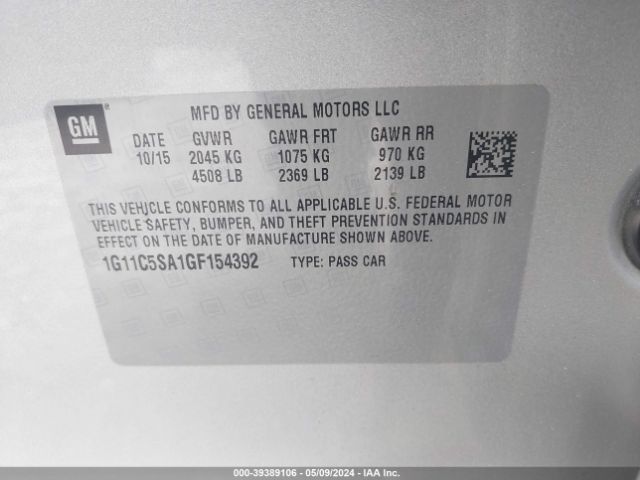 GM ®
MFD BY GENERAL MOTORS LLC
DATE GVWR GAWR FRT GAWR RR
10/15 2045 KG 1075 KG 970 KG
4508 LB 2369 LB 2139 LB
THIS VEHICLE CONFORMS TO ALL APPLICABLE U.S. FEDERAL MOTOR
VEHICLE SAFETY, BUMPER, AND THEFT PREVENTION STANDARDS IN
EFFECT ON THE DATE OF MANUFACTURE SHOWN ABOVE.
1G11C5SA1GF154392 TYPE: PASS CAR
000-39389106 - 05/09/2024 - IAA Inc.